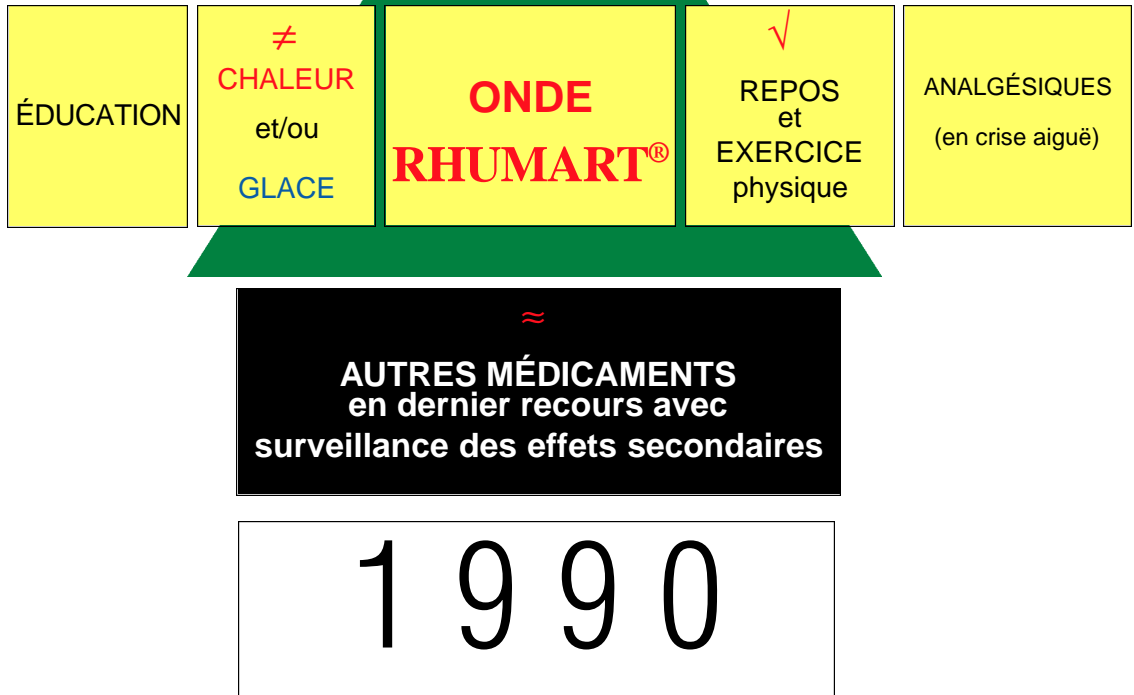 ÉDUCATION
≠
CHALEUR
et/ou
GLACE
ONDE
RHUMART®
√
REPOS
et
EXERCICE
physique
ANALGÉSIQUES
(en crise aiguë)
≈
AUTRES MÉDICAMENTS
en dernier recours avec
surveillance des effets secondaires
1990